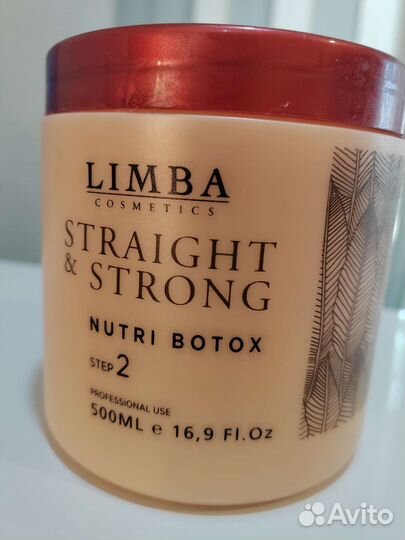 LIMBA
COSMETICS
STRAIGHT
& STRONG
NUTRI BOTOX
STEP 2
PROFESSIONAL USE
500ML e 16,9 Fl.Oz
Avito